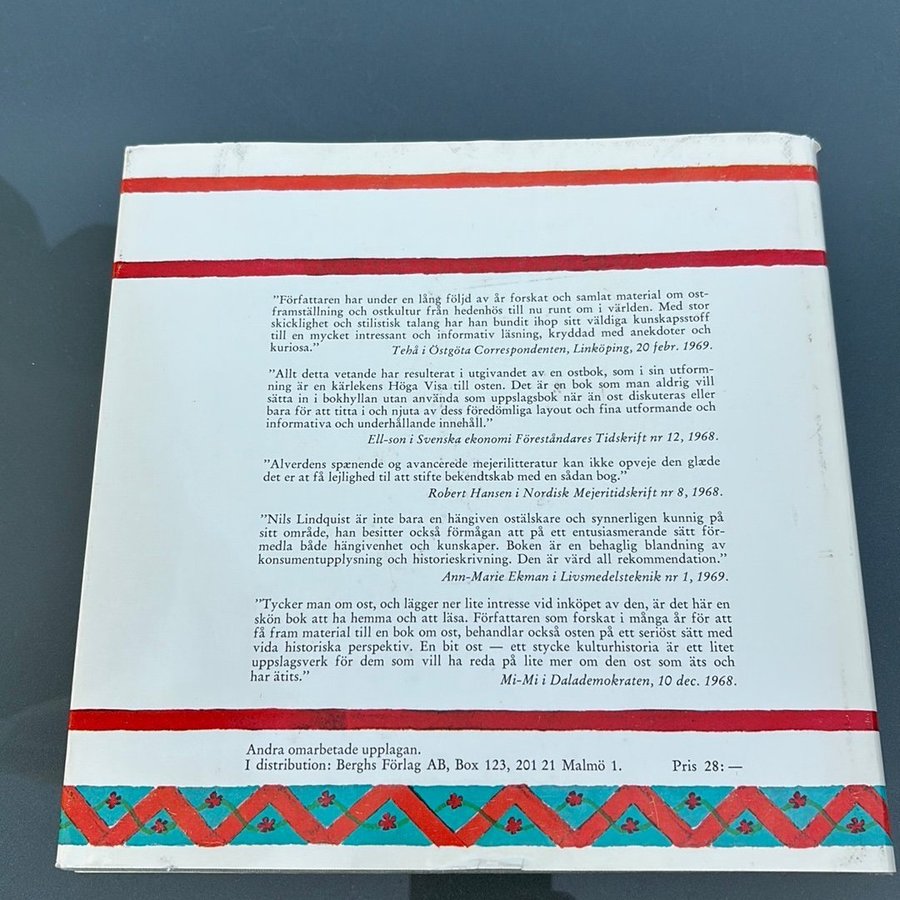 "Författaren har under en lång följd av år forskat och samlat material om ost-
framställning och ostkultur från hedenhös till nu runt om i världen. Med stor
skicklighet och stilistisk talang har han bundit ihop sitt väldiga kunskapsstoff
till en mycket intressant och informativ läsning, kryddad med anekdoter och
kuriosa." Tehå i Östgöta Correspondenten, Linköping, 20 febr. 1969.
"Allt detta vetande har resulterat i utgivandet av en ostbok, som i sin utform-
ning är en kärlekens Höga Visa till osten. Det är en bok som man aldrig vill
sätta in i bokhyllan utan använda som uppslagsbok när än ost diskuteras eller
bara för att titta i och njuta av dess föredömliga layout och fina utformande och
informativa och underhållande innehåll."
Ell-son i Svenska ekonomi Föreståndares Tidskrift nr 12, 1968.
"Alverdens spænende og avancerede mejerilitteratur kan ikke opveje den glæde
det er at få lejlighed til att stifte bekendtskab med en sådan bog."
Robert Hansen i Nordisk Mejeritidskrift nr 8, 1968.
"Nils Lindquist är inte bara en hängiven ostälskare och synnerligen kunnig på
sitt område, han besitter också förmågan att på ett entusiasmerande sätt för-
medla både hängivenhet och kunskaper. Boken är en behaglig blandning av
konsumentupplysning och historieskrivning. Den är värd all rekommendation."
Ann-Marie Ekman i Livsmedelsteknik nr 1, 1969.
"Tycker man om ost, och lägger ner lite intresse vid inköpet av den, är det här en
skön bok att ha hemma och att läsa. Författaren som forskat i många år för att
få fram material till en bok om ost, behandlar också osten på ett seriöst sätt med
vida historiska perspektiv. En bit ost — ett stycke kulturhistoria är ett litet
uppslagsverk för dem som vill ha reda på lite mer om den ost som äts och
har ätits." Mi-Mi i Dalademokraten, 10 dec. 1968.
Andra omarbetade upplagan.
I distribution: Berghs Förlag AB, Box 123, 201 21 Malmö 1. Pris 28: —